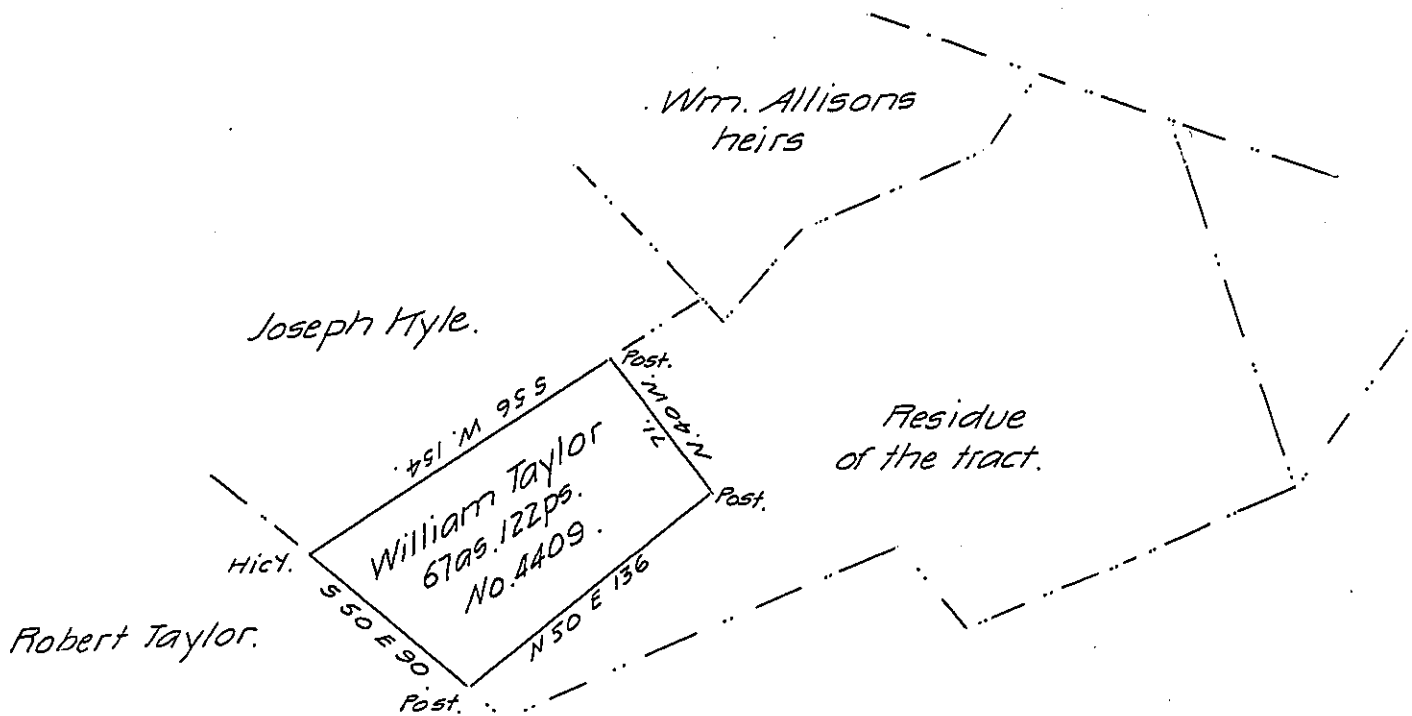 Wm. Allisons
heirs
Joseph Kyle.
Post.
S 56 W. 154.
N. 40 W.
71.
Residue
of the tract.
William Taylor
67as. 122ps.
No. 4409.
Post.
Hicy.
S 50 E 90.
N 50 E 136
Robert Taylor.
Post.